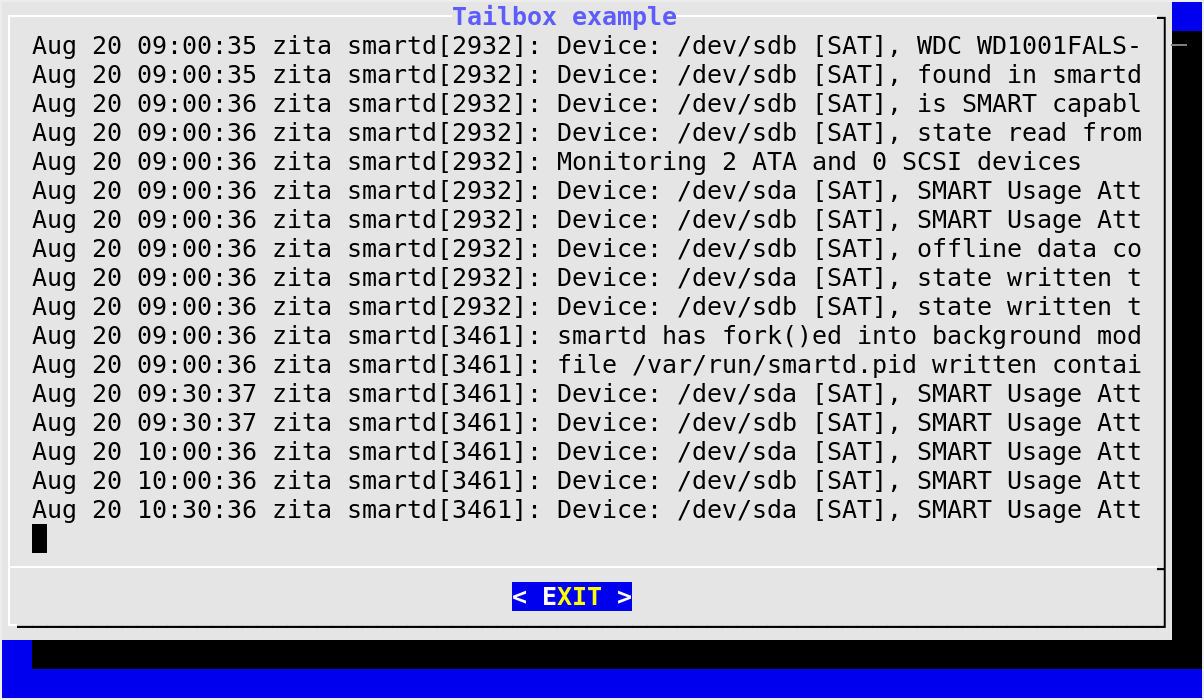 Tailbox example
Aug 20 09:00:35 zita smartd[2932]: Device: /dev/sdb [SAT], WDC WD1001FALS-
Aug 20 09:00:35 zita smartd[2932]: Device: /dev/sdb [SAT], found in smartd
Aug 20 09:00:36 zita smartd[2932]: Device: /dev/sdb [SAT], is SMART capabl
Aug 20 09:00:36 zita smartd[2932]: Device: /dev/sdb [SAT], state read from
Aug 20 09:00:36 zita smartd[2932]: Monitoring 2 ATA and 0 SCSI devices
Aug 20 09:00:36 zita smartd[2932]: Device: /dev/sda [SAT], SMART Usage Att
Aug 20 09:00:36 zita smartd[2932]: Device: /dev/sdb [SAT], SMART Usage Att
Aug 20 09:00:36 zita smartd[2932]: Device: /dev/sdb [SAT], offline data co
Aug 20 09:00:36 zita smartd[2932]: Device: /dev/sda [SAT], state written t
Aug 20 09:00:36 zita smartd[2932]: Device: /dev/sdb [SAT], state written t
Aug 20 09:00:36 zita smartd[3461]: smartd has fork()ed into background mod
Aug 20 09:00:36 zita smartd[3461]: file /var/run/smartd.pid written contai
Aug 20 09:30:37 zita smartd[3461]: Device: /dev/sda [SAT], SMART Usage Att
Aug 20 09:30:37 zita smartd[3461]: Device: /dev/sdb [SAT], SMART Usage Att
Aug 20 10:00:36 zita smartd[3461]: Device: /dev/sda [SAT], SMART Usage Att
Aug 20 10:00:36 zita smartd[3461]: Device: /dev/sdb [SAT], SMART Usage Att
Aug 20 10:30:36 zita smartd[3461]: Device: /dev/sda [SAT], SMART Usage Att
< EXIT >